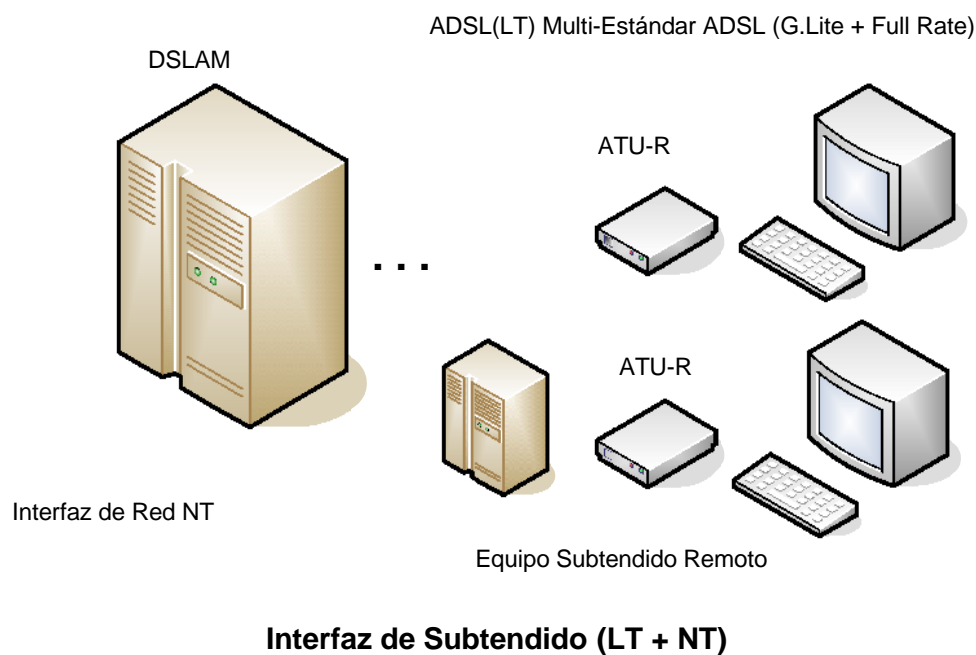 ADSL(LT) Multi-Estándar ADSL (G.Lite + Full Rate)
DSLAM
ATU-R
. . .
ATU-R
Interfaz de Red NT
Equipo Subtendido Remoto
Interfaz de Subtendido (LT + NT)